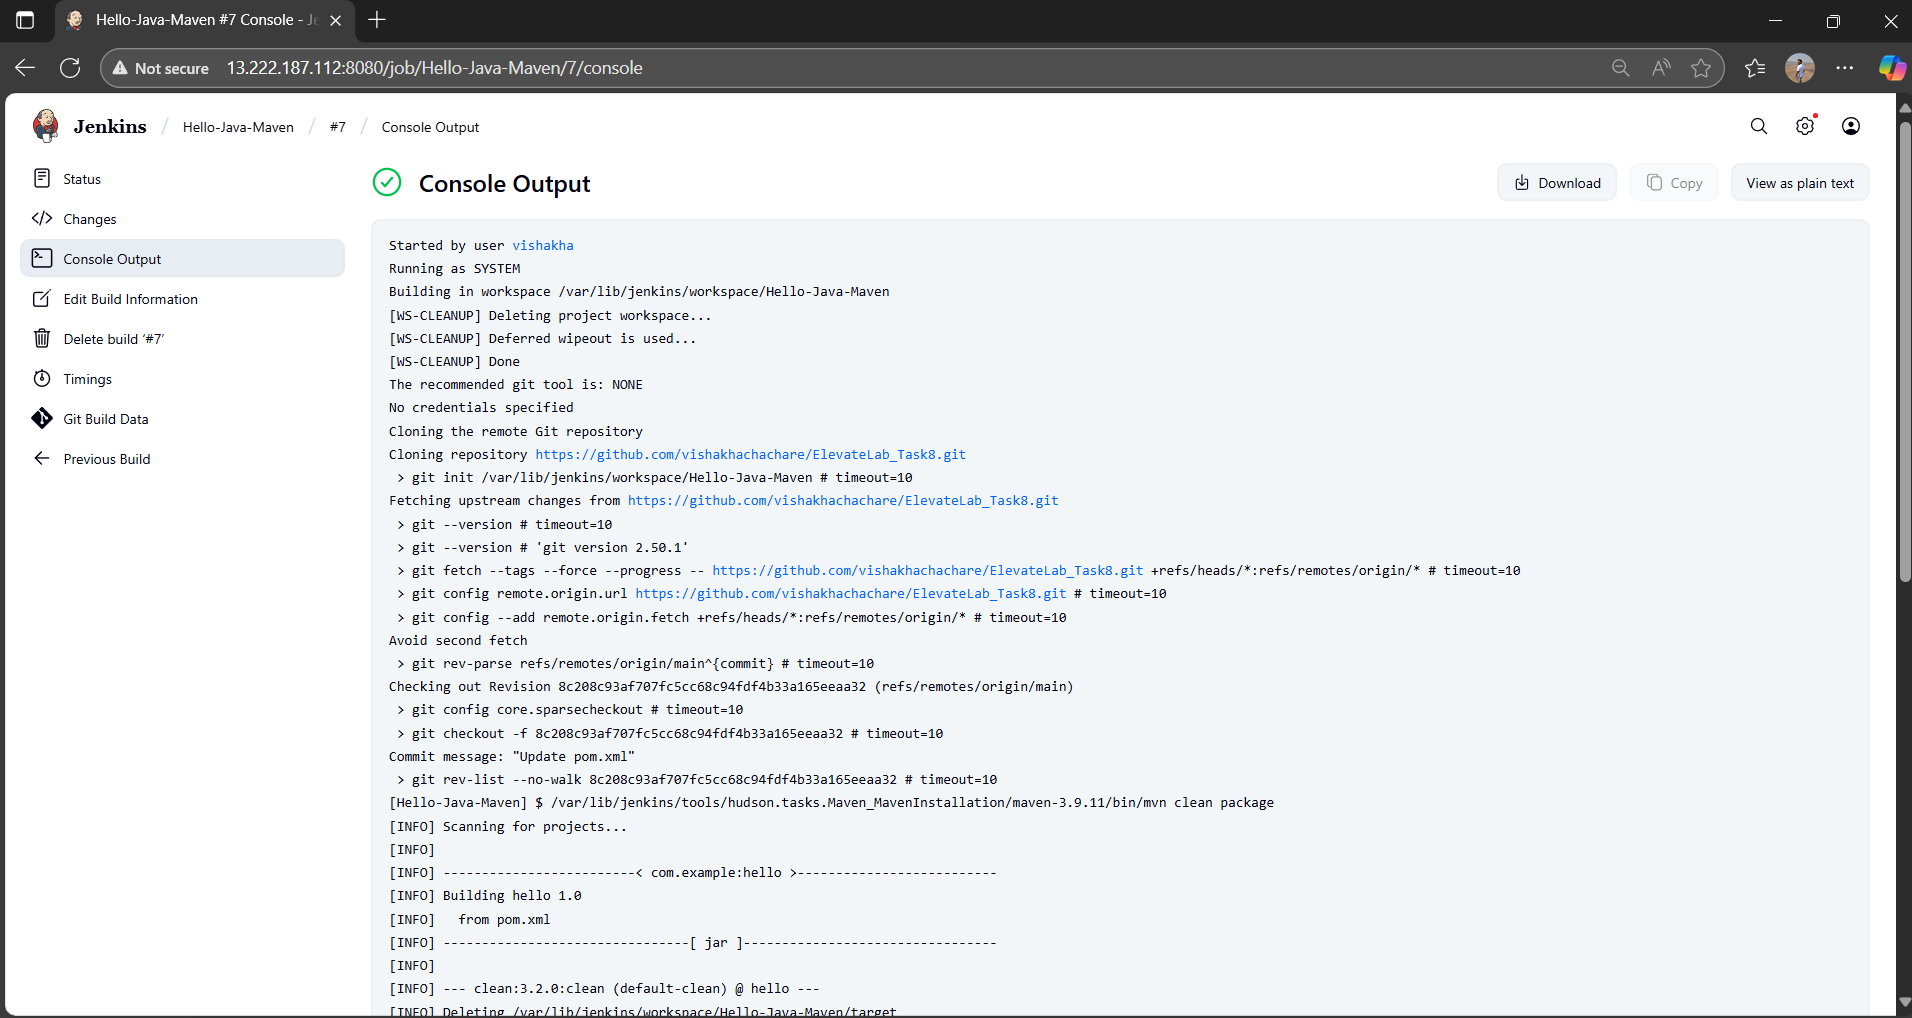 Hello-Java-Maven #7 Console - Je
Not secure 13.222.187.112:8080/job/Hello-Java-Maven/7/console
Jenkins / Hello-Java-Maven / #7 / Console Output
Status
Changes
Console Output
Edit Build Information
Delete build ‘#7’
Timings
Git Build Data
Previous Build
Console Output
Download
Copy
View as plain text
Started by user vishakha
Running as SYSTEM
Building in workspace /var/lib/jenkins/workspace/Hello-Java-Maven
[WS-CLEANUP] Deleting project workspace...
[WS-CLEANUP] Deferred wipeout is used...
[WS-CLEANUP] Done
The recommended git tool is: NONE
No credentials specified
Cloning the remote Git repository
Cloning repository https://github.com/vishakhachachare/ElevateLab_Task8.git
> git init /var/lib/jenkins/workspace/Hello-Java-Maven # timeout=10
Fetching upstream changes from https://github.com/vishakhachachare/ElevateLab_Task8.git
> git --version # timeout=10
> git --version # 'git version 2.50.1'
> git fetch --tags --force --progress -- https://github.com/vishakhachachare/ElevateLab_Task8.git +refs/heads/*:refs/remotes/origin/* # timeout=10
> git config remote.origin.url https://github.com/vishakhachachare/ElevateLab_Task8.git # timeout=10
> git config --add remote.origin.fetch +refs/heads/*:refs/remotes/origin/* # timeout=10
Avoid second fetch
> git rev-parse refs/remotes/origin/main^{commit} # timeout=10
Checking out Revision 8c208c93af707fc5cc68c94fdf4b33a165eeaa32 (refs/remotes/origin/main)
> git config core.sparsecheckout # timeout=10
> git checkout -f 8c208c93af707fc5cc68c94fdf4b33a165eeaa32 # timeout=10
Commit message: "Update pom.xml"
> git rev-list --no-walk 8c208c93af707fc5cc68c94fdf4b33a165eeaa32 # timeout=10
[Hello-Java-Maven] $ /var/lib/jenkins/tools/hudson.tasks.Maven_MavenInstallation/maven-3.9.11/bin/mvn clean package
[INFO] Scanning for projects...
[INFO]
[INFO] -------------------------< com.example:hello >--------------------------
[INFO] Building hello 1.0
[INFO]   from pom.xml
[INFO] --------------------------------[ jar ]---------------------------------
[INFO]
[INFO] --- clean:3.2.0:clean (default-clean) @ hello ---
[INFO] Deleting /var/lib/jenkins/workspace/Hello-Java-Maven/target